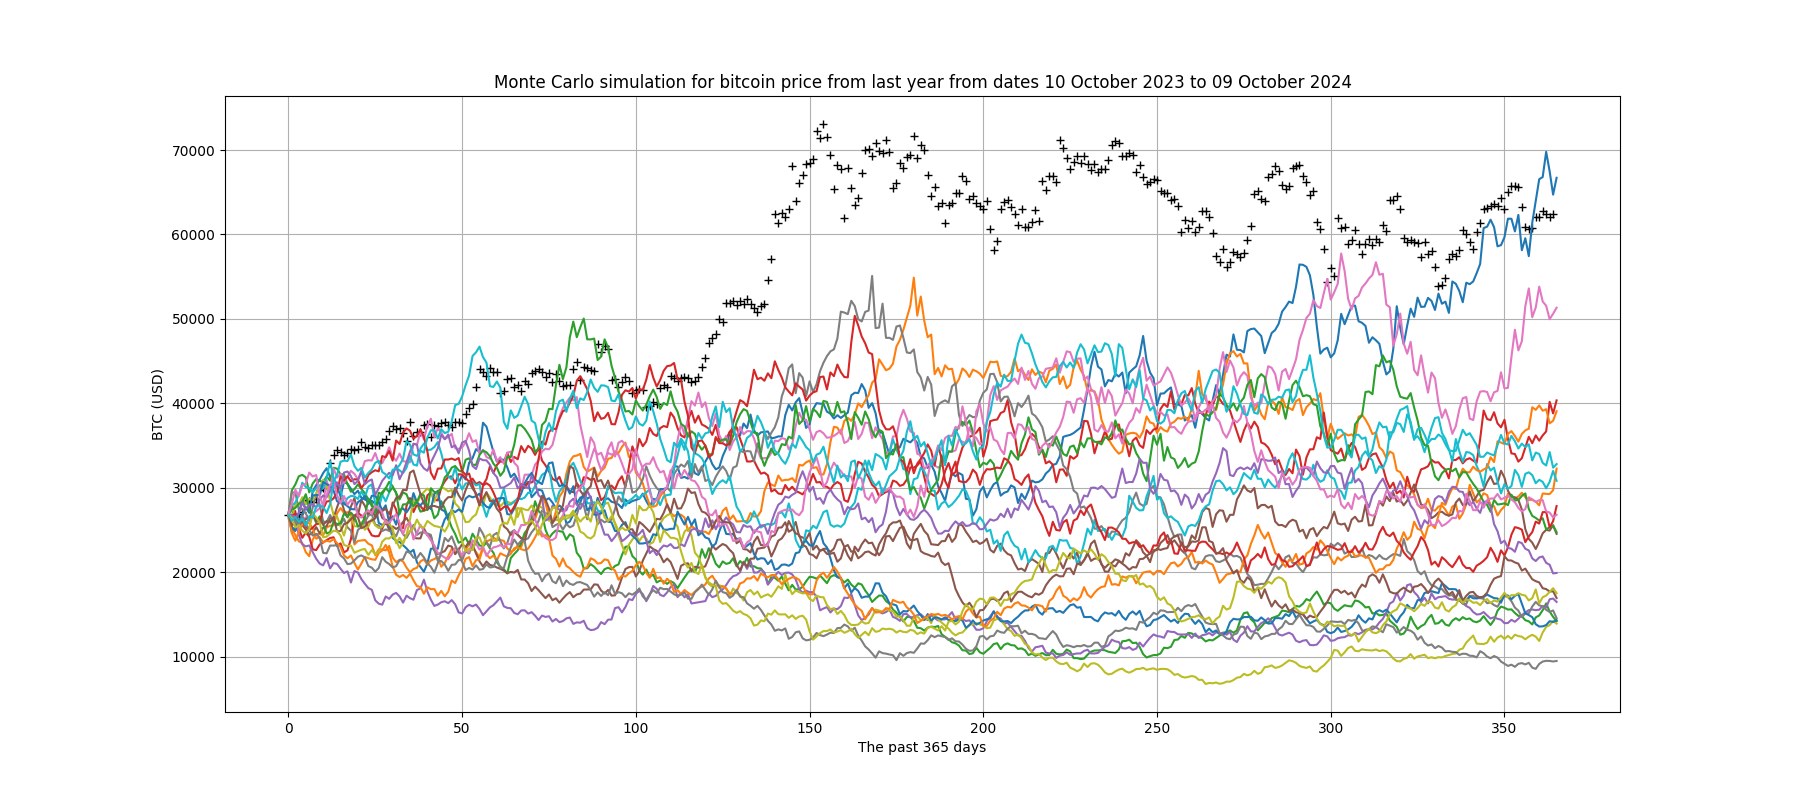 Monte Carlo simulation for bitcoin price from last year from dates 10 October 2023 to 09 October 2024
BTC (USD)
70000
60000
50000
40000
30000
20000
10000
0 50 100 150 200 250 300 350
The past 365 days